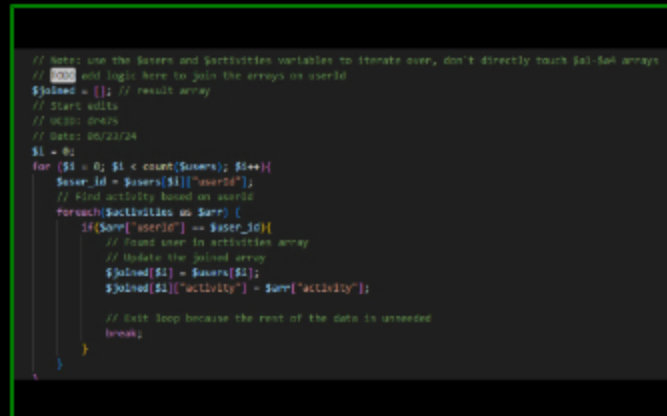 // Note: use the $users and $activities variables to iterate over, don't directly touch $a1-$a4 arrays
// TODO add logic here to join the arrays on userId
$joined = []; // result array
// Start edits
// UCID:
// Date: 06/23/24
$i = 0;
for ($i = 0; $i < count($users); $i++){
$user_id = $users[$i]["userId"];
// Find activity based on userId
foreach($activities as $arr) {
if($arr["userId"] == $user_id){
// Found user in activities array
// Update the joined array
$joined[$i] = $users[$i];
$joined[$i]["activity"] = $arr["activity"];
// Exit loop because the rest of the data is unneeded
break;
}
}